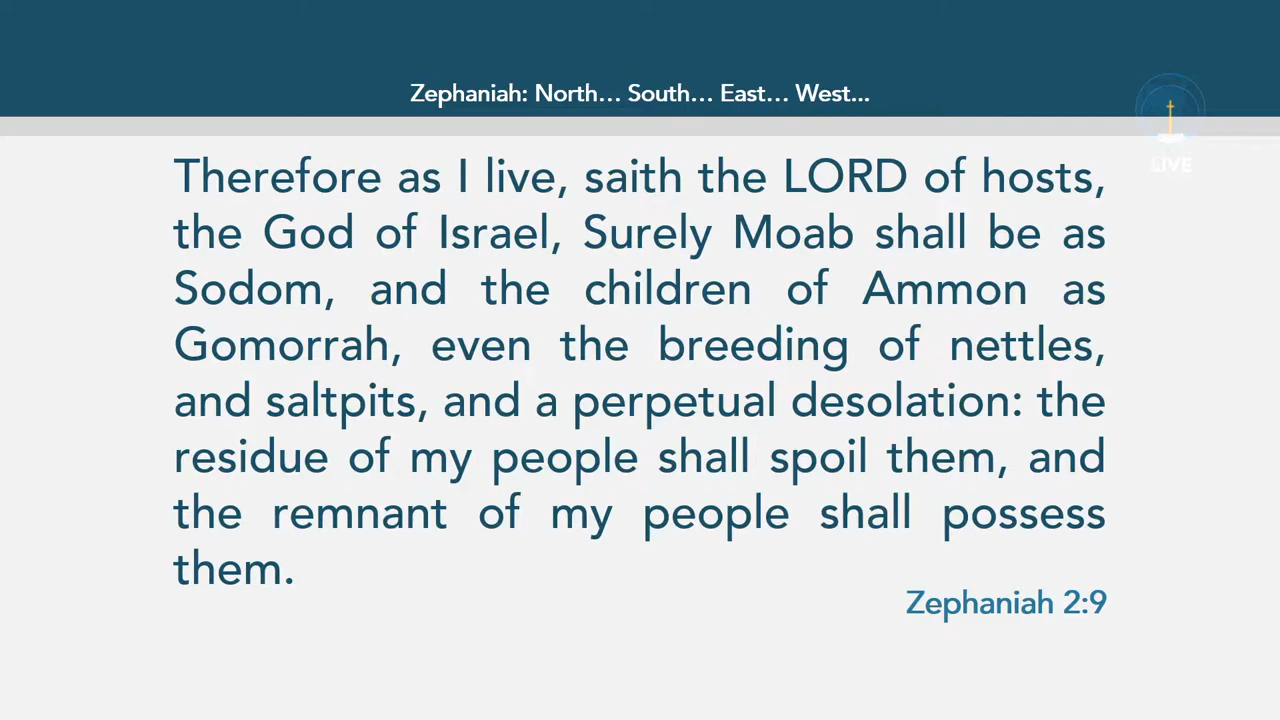 Zephaniah: North... South... East... West...
LIVE
Therefore as I live, saith the LORD of hosts,
the God of Israel, Surely Moab shall be as
Sodom, and the children of Ammon as
Gomorrah, even the breeding of nettles,
and saltpits, and a perpetual desolation: the
residue of my people shall spoil them, and
the remnant of my people shall possess
them.
Zephaniah 2:9